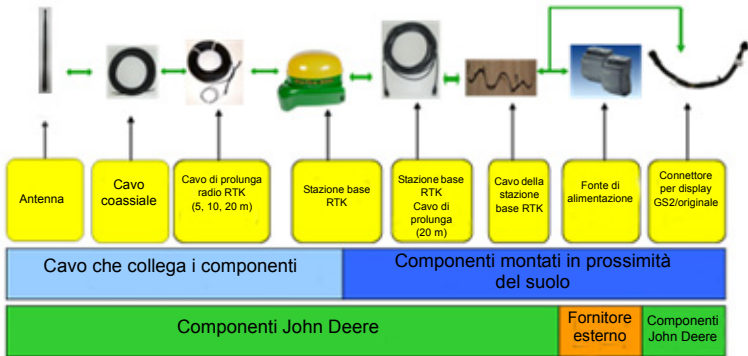 Antenna
Cavo
coassiale
Cavo di prolunga
radio RTK
(5, 10, 20 m)
Stazione base
RTK
Stazione base
RTK
Cavo di
prolunga
(20 m)
Cavo della
stazione
base RTK
Fonte di
alimentazione
Connettore
per display
GS2/originale
Cavo che collega i componenti
Componenti montati in prossimità
del suolo
Componenti John Deere
Fornitore
esterno
Componenti
John Deere